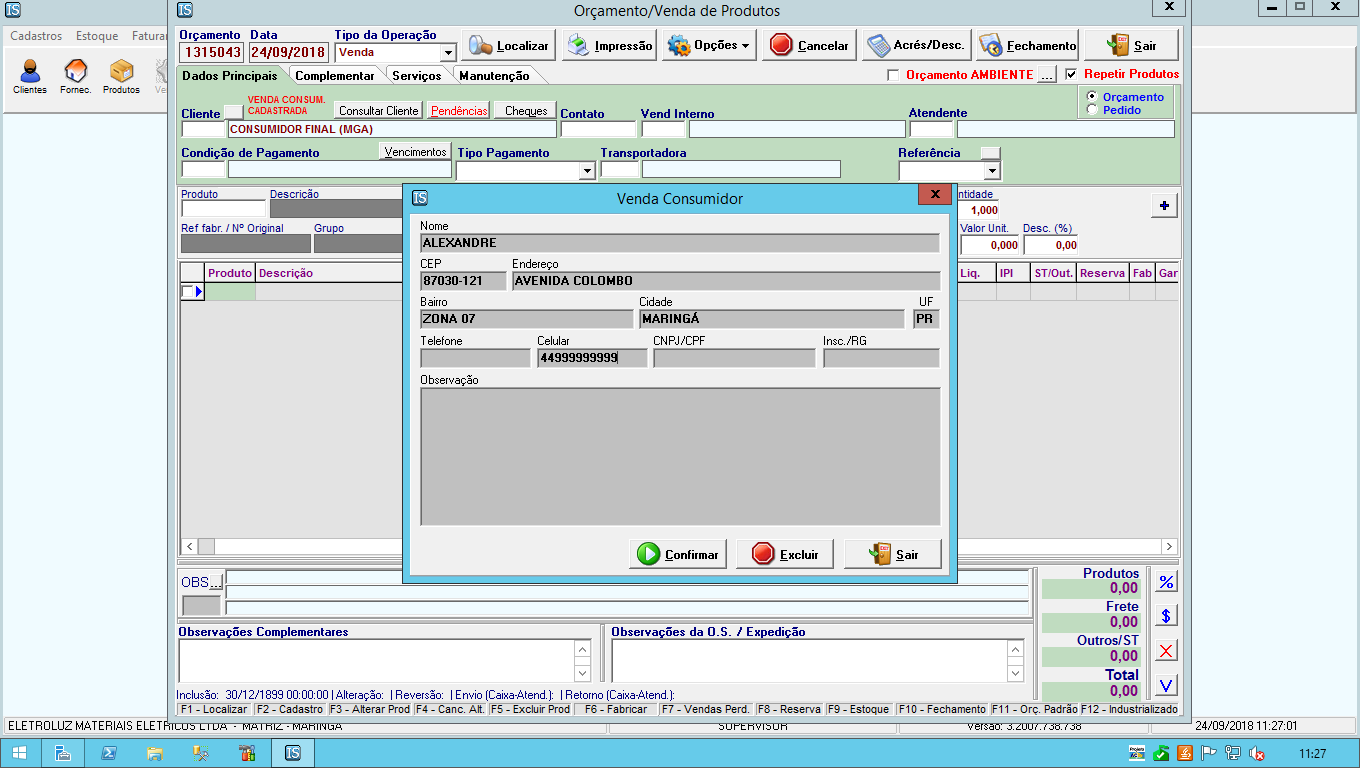 IS Orçamento/Venda de Produtos x
x
Cadastros Estoque Faturar
Clientes Fornec. Produtos
Orçamento Data Tipo da Operação
1315043 24/09/2018 Venda
Localizar Impressão Opções Cancelar Acrés/Desc. Fechamento Sair
Dados Principais Complementar Serviços Manutenção
Orçamento AMBIENTE ... Repetir Produtos
VENDA CONSUM.
CADASTRADA
Cliente Consultar Cliente Pendências Cheques Contato Vend Interno Atendente
Orçamento
Pedido
CONSUMIDOR FINAL (MGA)
Condição de Pagamento Vencimentos Tipo Pagamento Transportadora Referência
Produto Descrição ntidade
1,000 +
Ref fabr. / Nº Original Grupo Valor Unit. Desc. (%)
0,000 0,00
Produto Descrição Liq. IPI ST/Out. Reserva Fab Gar
IS Venda Consumidor x
Nome
ALEXANDRE
CEP Endereço
87030-121 AVENIDA COLOMBO
Bairro Cidade UF
ZONA 07 MARINGÁ PR
Telefone Celular CNPJ/CPF Insc./RG
44999999999
Observação
Confirmar Excluir Sair
OBS...
Produtos
0,00 %
Frete
0,00 $
Outros/ST
0,00 X
Total
0,00 V
Observações Complementares Observações da O.S. / Expedição
Inclusão: 30/12/1899 00:00:00 | Alteração: | Reversão: | Envio (Caixa-Atend.): | Retorno (Caixa-Atend.):
F1 - Localizar F2 - Cadastro F3 - Alterar Prod F4 - Canc. Alt. F5 - Excluir Prod F6 - Fabricar F7 - Vendas Perd. F8 - Reserva F9 - Estoque F10 - Fechamento F11 - Orç. Padrão F12 - Industrializado
ELETROLUZ MATERIAIS ELETRICOS LTDA - MATRIZ - MARINGA SUPERVISOR Versão: 3.2007.738.738 24/09/2018 11:27:01
IS 11:27